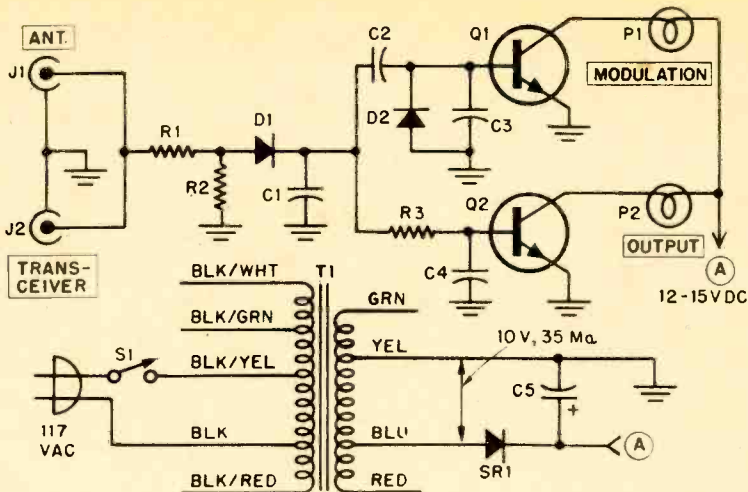 ANT.
J1
J2
TRANS-
CEIVER
R1
R2
D1
C1
C2
D2
C3
Q1
P1
MODULATION
R3
C4
Q2
P2
OUTPUT
A
12-15V DC
BLK/WHT
T1
BLK/GRN
GRN
S1
BLK/YEL
YEL
10V, 35 Ma.
C5
+
117
VAC
BLK
BLU
SR1
A
BLK/RED
RED